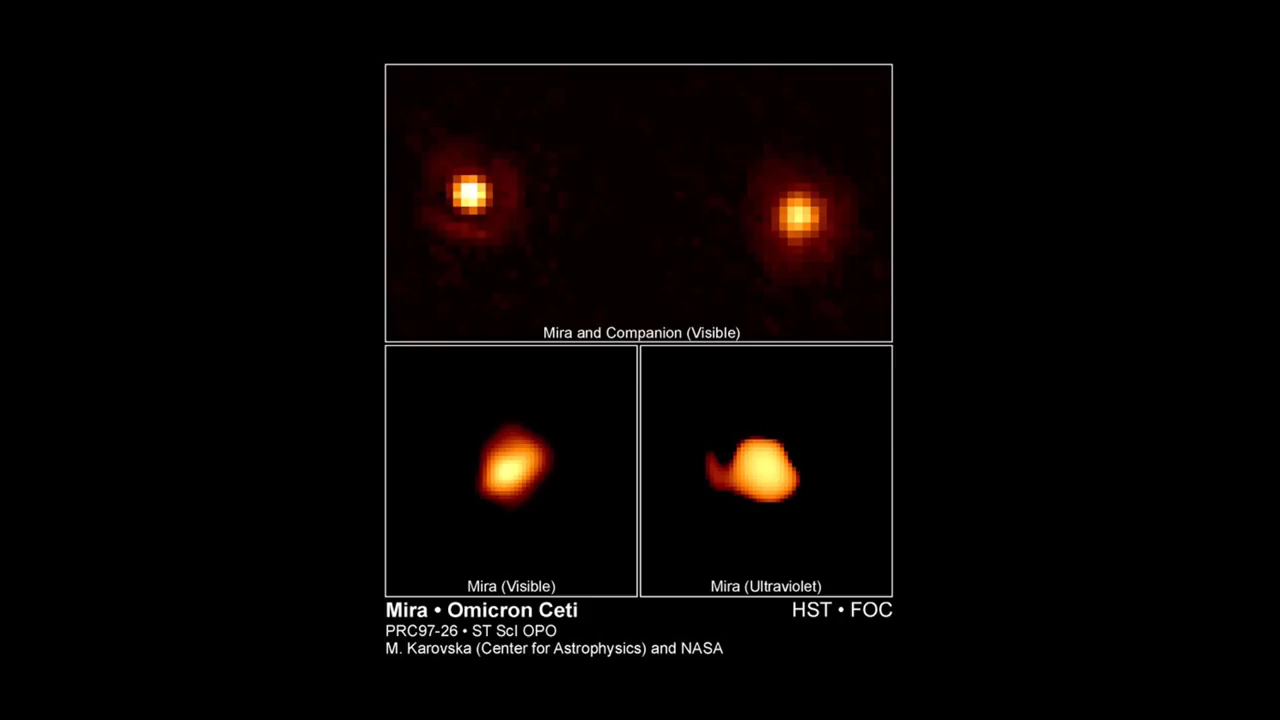 Mira and Companion (Visible)
Mira (Visible)
Mira (Ultraviolet)
Mira • Omicron Ceti
HST • FOC
PRC97-26 • ST ScI OPO
M. Karovska (Center for Astrophysics) and NASA